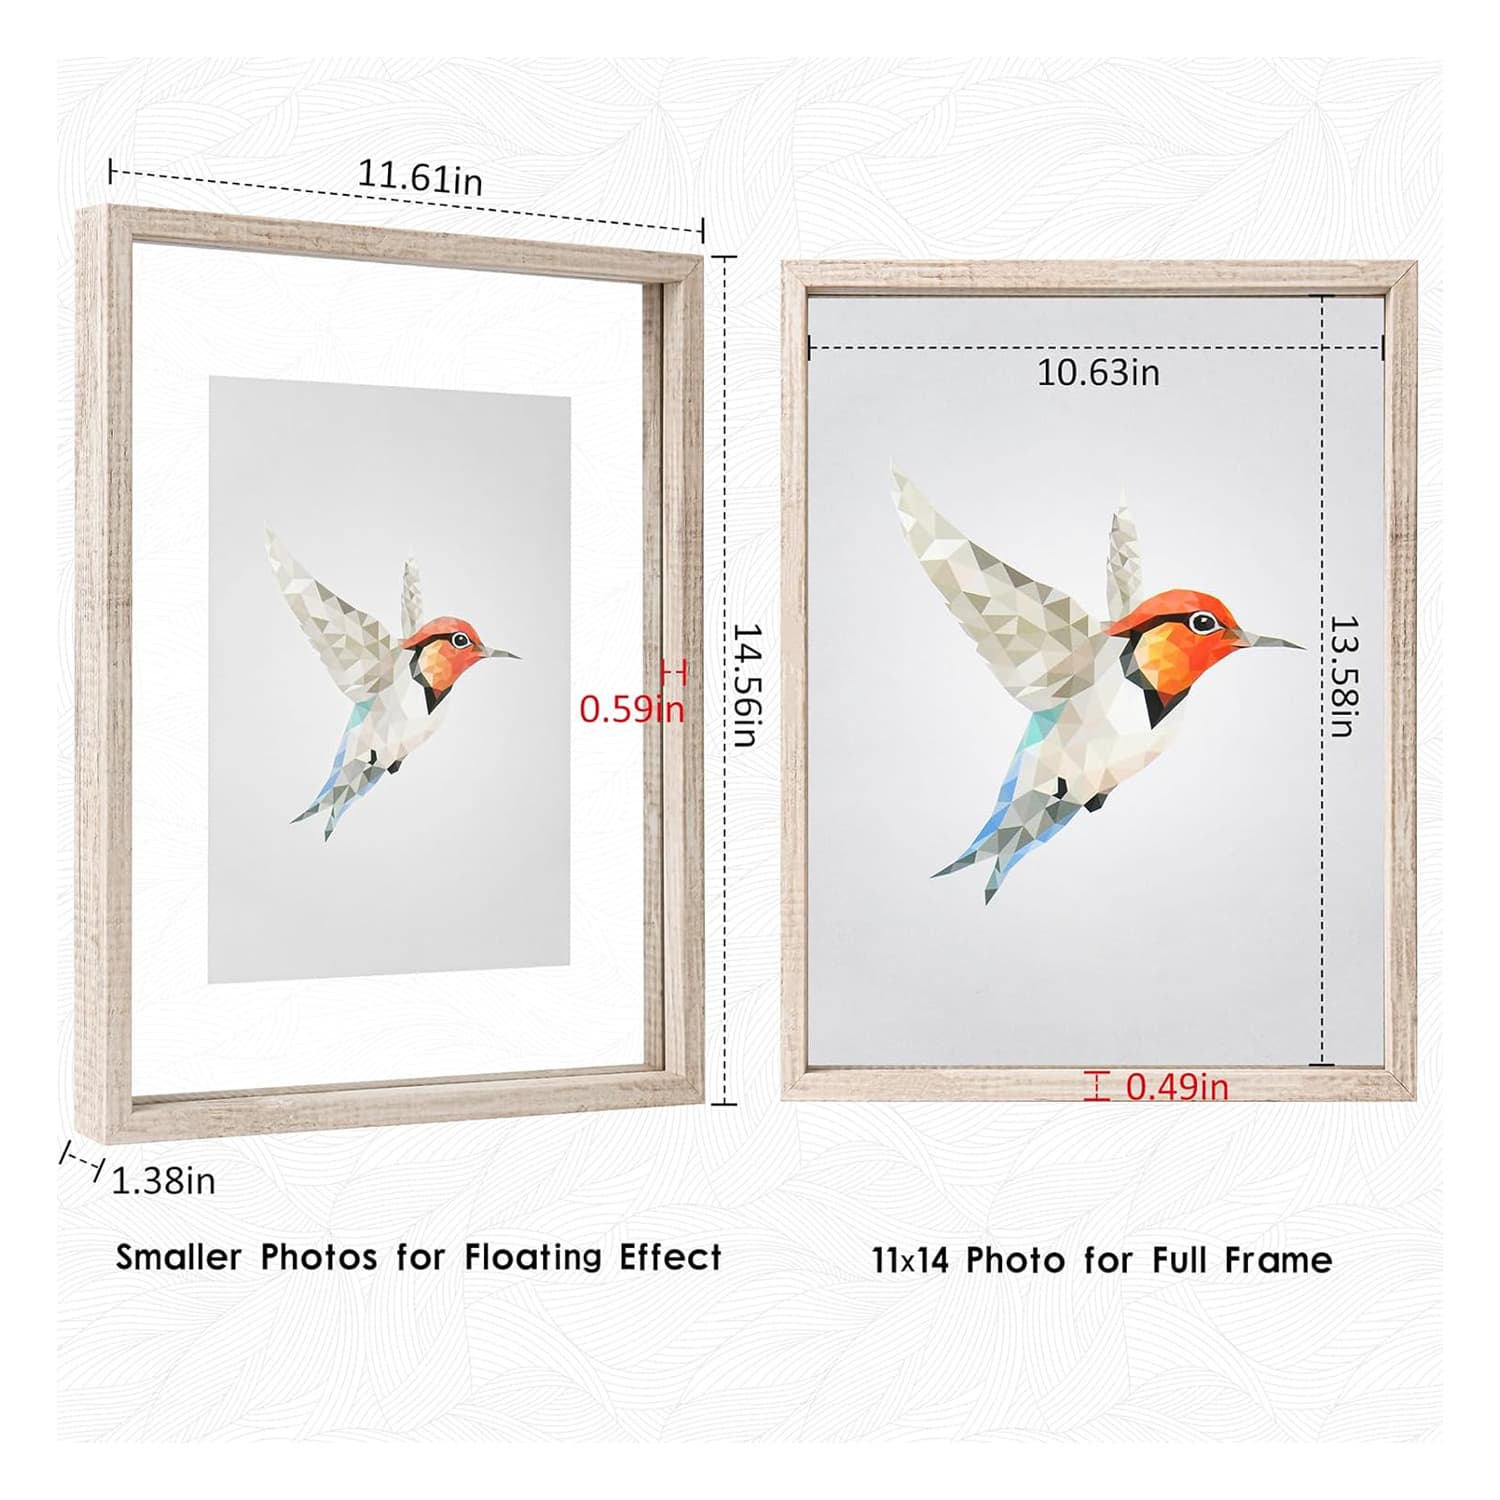 11.61in
14.56in
0.59in
1.38in
10.63in
13.58in
0.49in
Smaller Photos for Floating Effect
11x14 Photo for Full Frame